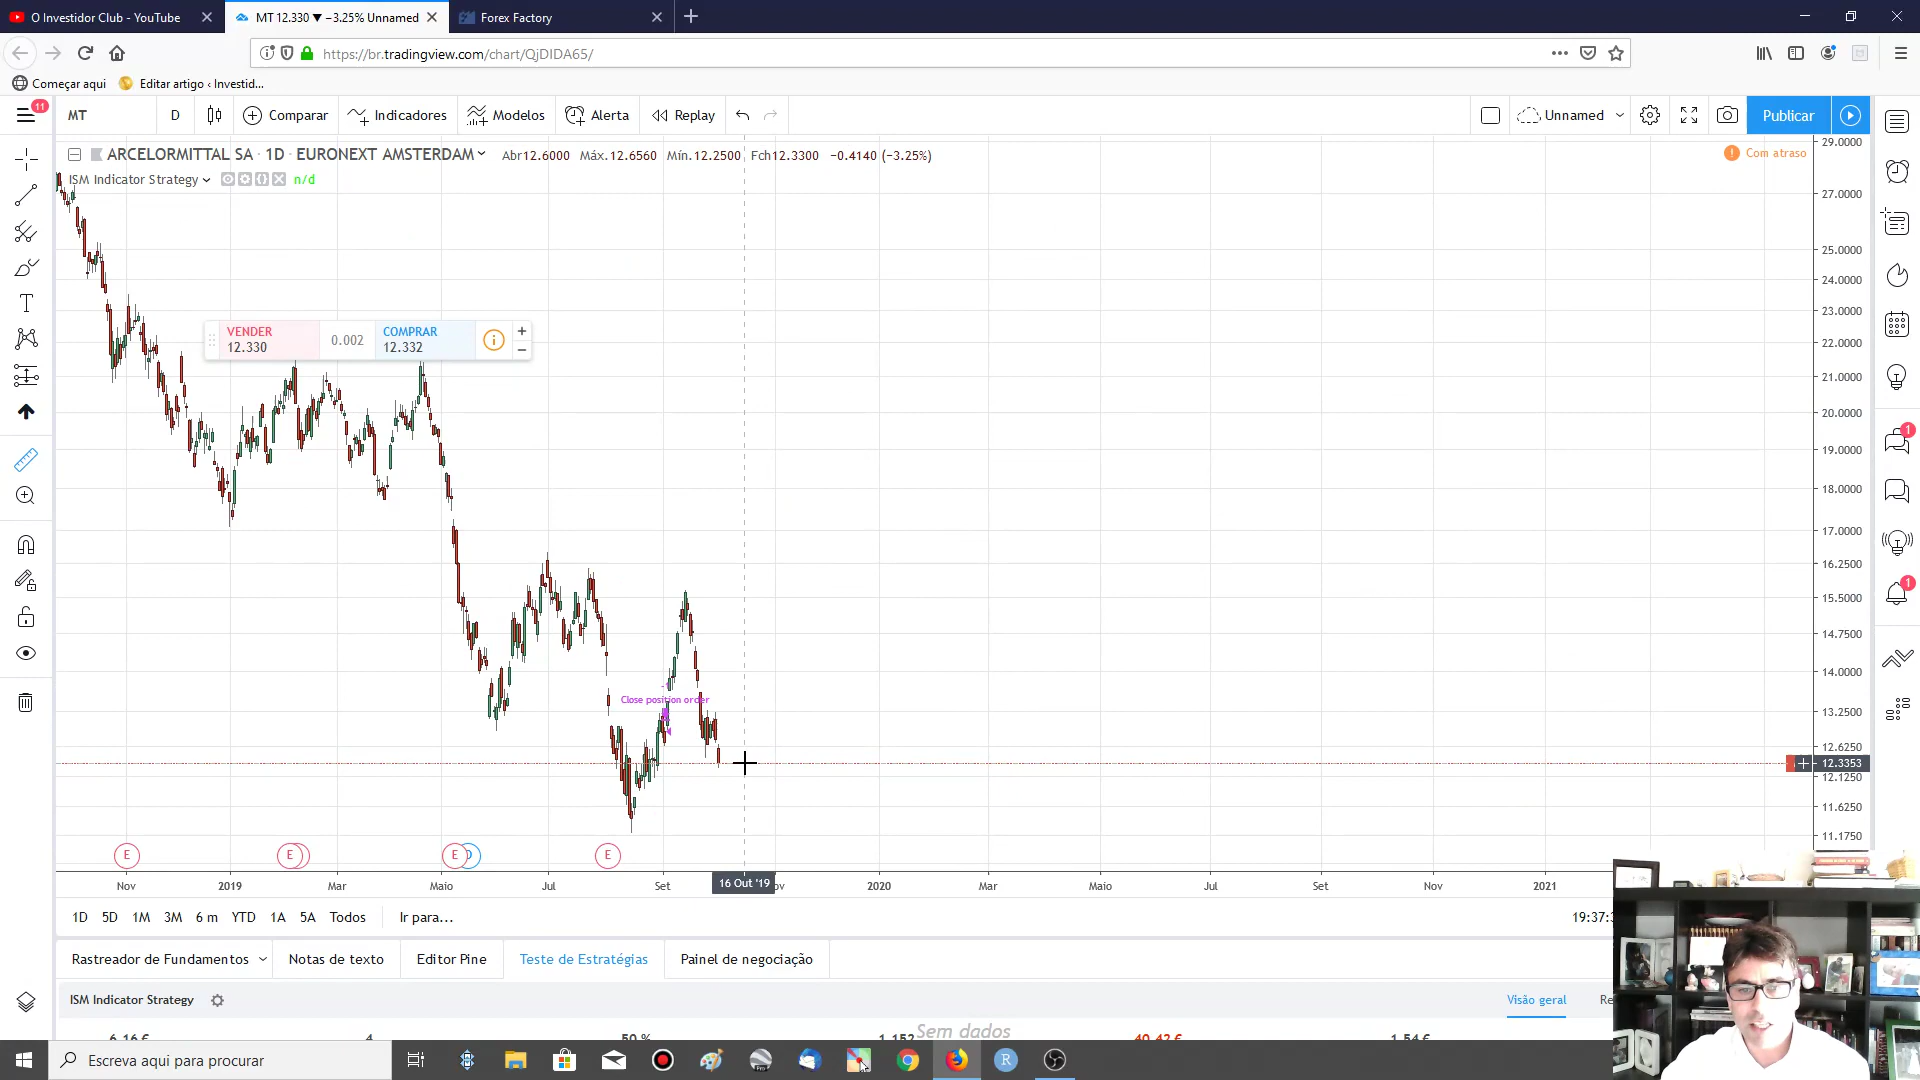 O Investidor Club - YouTube
MT 12.330 ▼ −3.25% Unnamed
Forex Factory
https://br.tradingview.com/chart/QjDIDA65/
Começar aqui
Editar artigo ‹ Investid...
11
MT
D
Comparar
Indicadores
Modelos
Alerta
Replay
Unnamed
Publicar
ARCELORMITTAL SA · 1D · EURONEXT AMSTERDAM
Abr12.6000 Máx.12.6560 Mín.12.2500 Fch12.3300 −0.4140 (−3.25%)
Com atraso
ISM Indicator Strategy
n/d
VENDER
12.330
0.002
COMPRAR
12.332
Close position order
29.0000
27.0000
25.0000
24.0000
23.0000
22.0000
21.0000
20.0000
19.0000
18.0000
17.0000
16.2500
15.5000
14.7500
14.0000
13.2500
12.6250
12.3353
12.1250
11.6250
11.1750
1
1
E
E
E
D
E
Nov
2019
Mar
Maio
Jul
Set
16 Out '19
2020
Mar
Maio
Jul
Set
Nov
2021
1D 5D 1M 3M 6 m YTD 1A 5A Todos
Ir para...
Rastreador de Fundamentos
Notas de texto
Editor Pine
Teste de Estratégias
Painel de negociação
ISM Indicator Strategy
Visão geral
Sem dados
Escreva aqui para procurar